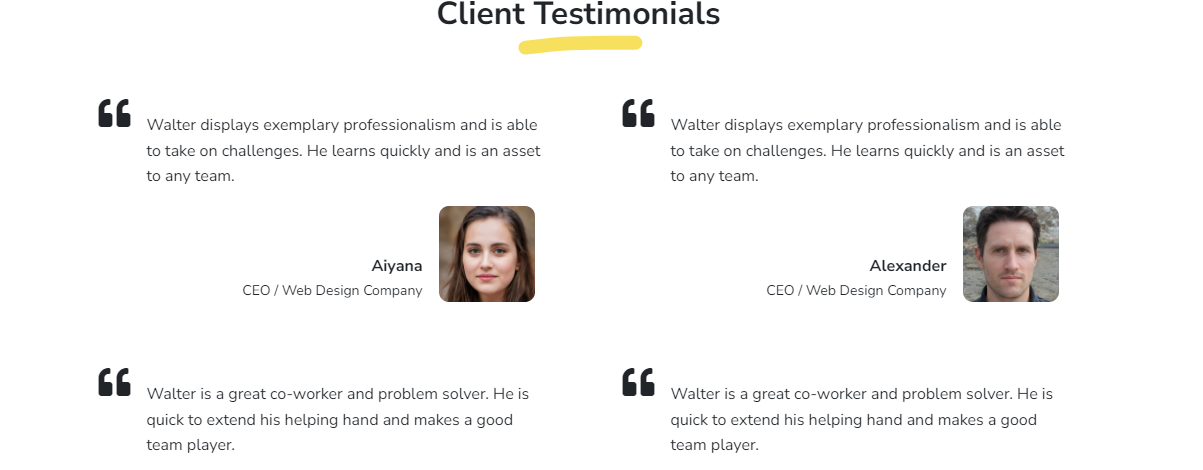 Client Testimonials
Walter displays exemplary professionalism and is able
to take on challenges. He learns quickly and is an asset
to any team.
Aiyana
CEO / Web Design Company
Walter displays exemplary professionalism and is able
to take on challenges. He learns quickly and is an asset
to any team.
Alexander
CEO / Web Design Company
Walter is a great co-worker and problem solver. He is
quick to extend his helping hand and makes a good
team player.
Walter is a great co-worker and problem solver. He is
quick to extend his helping hand and makes a good
team player.